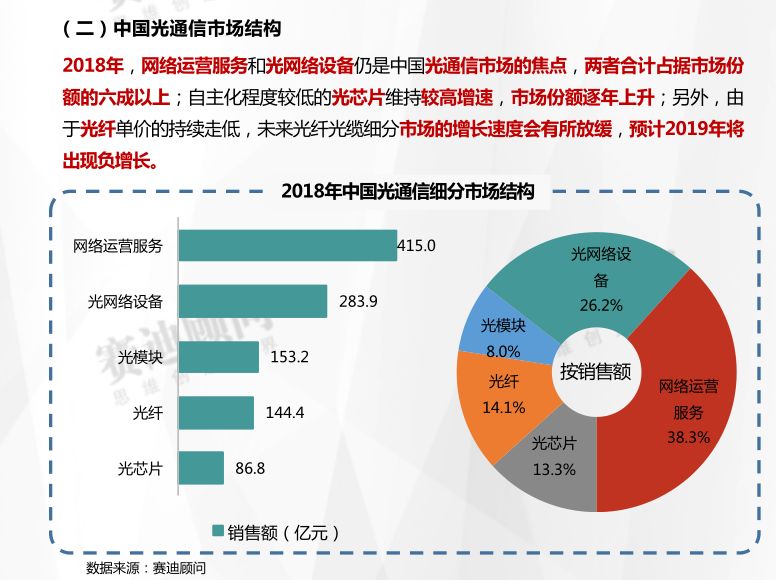 （二）中国光通信市场结构
2018年，网络运营服务和光网络设备仍是中国光通信市场的焦点，两者合计占据市场份
额的六成以上；自主化程度较低的光芯片维持较高增速，市场份额逐年上升；另外，由
于光纤单价的持续走低，未来光纤光缆细分市场的增长速度会有所放缓，预计2019年将
出现负增长。
2018年中国光通信细分市场结构
网络运营服务
415.0
光网络设备
283.9
光模块
153.2
光纤
144.4
光芯片
86.8
销售额（亿元）
光网络设
备
26.2%
光模块
8.0%
光纤
14.1%
光芯片
13.3%
网络运营
服务
38.3%
按销售额
赛迪顾问
思维创
数据来源：赛迪顾问